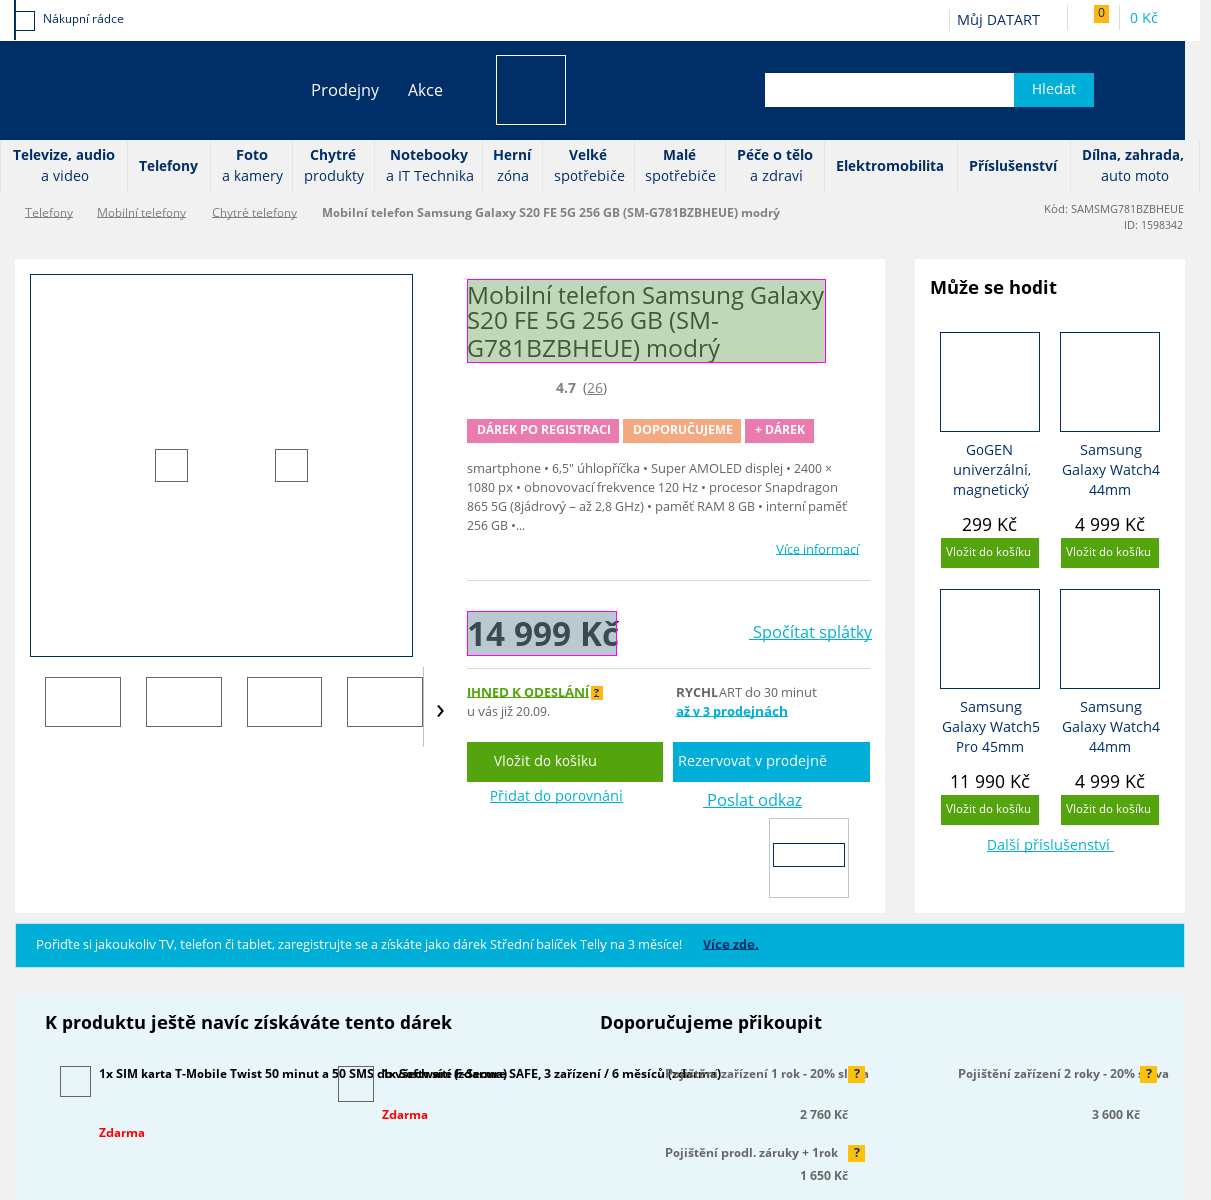 Nákupní rádce
Můj DATART
0
0 Kč
Prodejny
Akce
Hledat
Televize, audio
a video
Telefony
Foto
a kamery
Chytré
produkty
Notebooky
a IT Technika
Herní
zóna
Velké
spotřebiče
Malé
spotřebiče
Péče o tělo
a zdraví
Elektromobilita
Příslušenství
Dílna, zahrada,
auto moto
Telefony
Mobilní telefony
Chytré telefony
Mobilní telefon Samsung Galaxy S20 FE 5G 256 GB (SM-G781BZBHEUE) modrý
Kód: SAMSMG781BZBHEUE
ID: 1598342
Mobilní telefon Samsung Galaxy
S20 FE 5G 256 GB (SM-
G781BZBHEUE) modrý
4.7 (26)
DÁREK PO REGISTRACI
DOPORUČUJEME
+ DÁREK
smartphone • 6,5" úhlopříčka • Super AMOLED displej • 2400 ×
1080 px • obnovovací frekvence 120 Hz • procesor Snapdragon
865 5G (8jádrový – až 2,8 GHz) • paměť RAM 8 GB • interní paměť
256 GB •...
Více informací
14 999 Kč
Spočítat splátky
IHNED K ODESLÁNÍ ?
u vás již 20.09.
RYCHLART do 30 minut
až v 3 prodejnách
Vložit do košíku
Rezervovat v prodejně
Přidat do porovnání
Poslat odkaz
Může se hodit
GoGEN
univerzální,
magnetický
299 Kč
Vložit do košíku
Samsung
Galaxy Watch4
44mm
4 999 Kč
Vložit do košíku
Samsung
Galaxy Watch5
Pro 45mm
11 990 Kč
Vložit do košíku
Samsung
Galaxy Watch4
44mm
4 999 Kč
Vložit do košíku
Další příslušenství
Pořiďte si jakoukoliv TV, telefon či tablet, zaregistrujte se a získáte jako dárek Střední balíček Telly na 3 měsíce! Více zde.
K produktu ještě navíc získáváte tento dárek
1x SIM karta T-Mobile Twist 50 minut a 50 SMS do všech sítí (zdarma)
Zdarma
1x Software F-Secure SAFE, 3 zařízení / 6 měsíců (zdarma)
Zdarma
Doporučujeme přikoupit
Pojištění zařízení 1 rok - 20% sleva
?
2 760 Kč
Pojištění zařízení 2 roky - 20% sleva
?
3 600 Kč
Pojištění prodl. záruky + 1rok
?
1 650 Kč